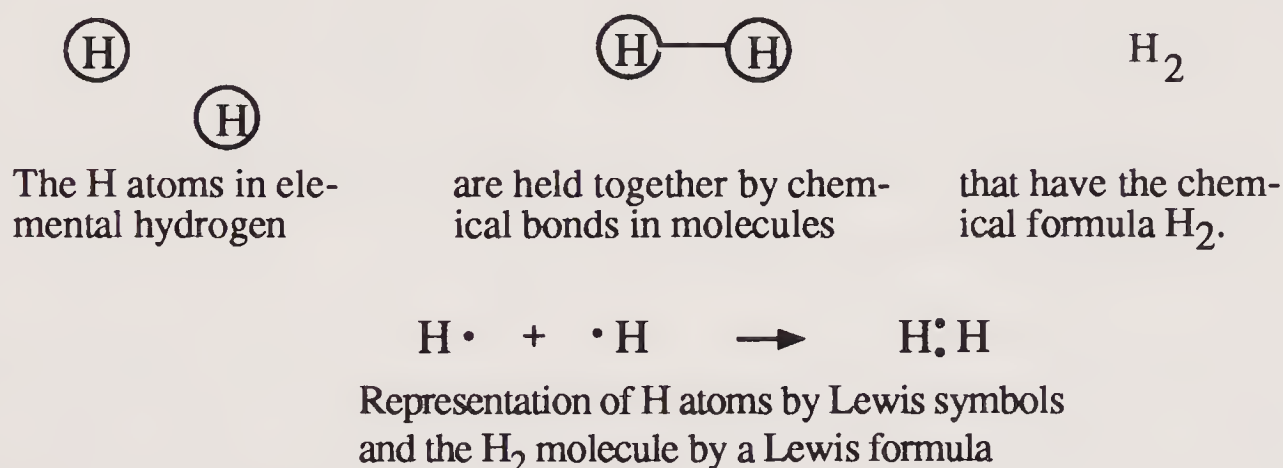 H
H
H H
H₂
The H atoms in ele-
mental hydrogen
are held together by chem-
ical bonds in molecules
that have the chem-
ical formula H₂.
H· + ·H → H:H
Representation of H atoms by Lewis symbols
and the H₂ molecule by a Lewis formula